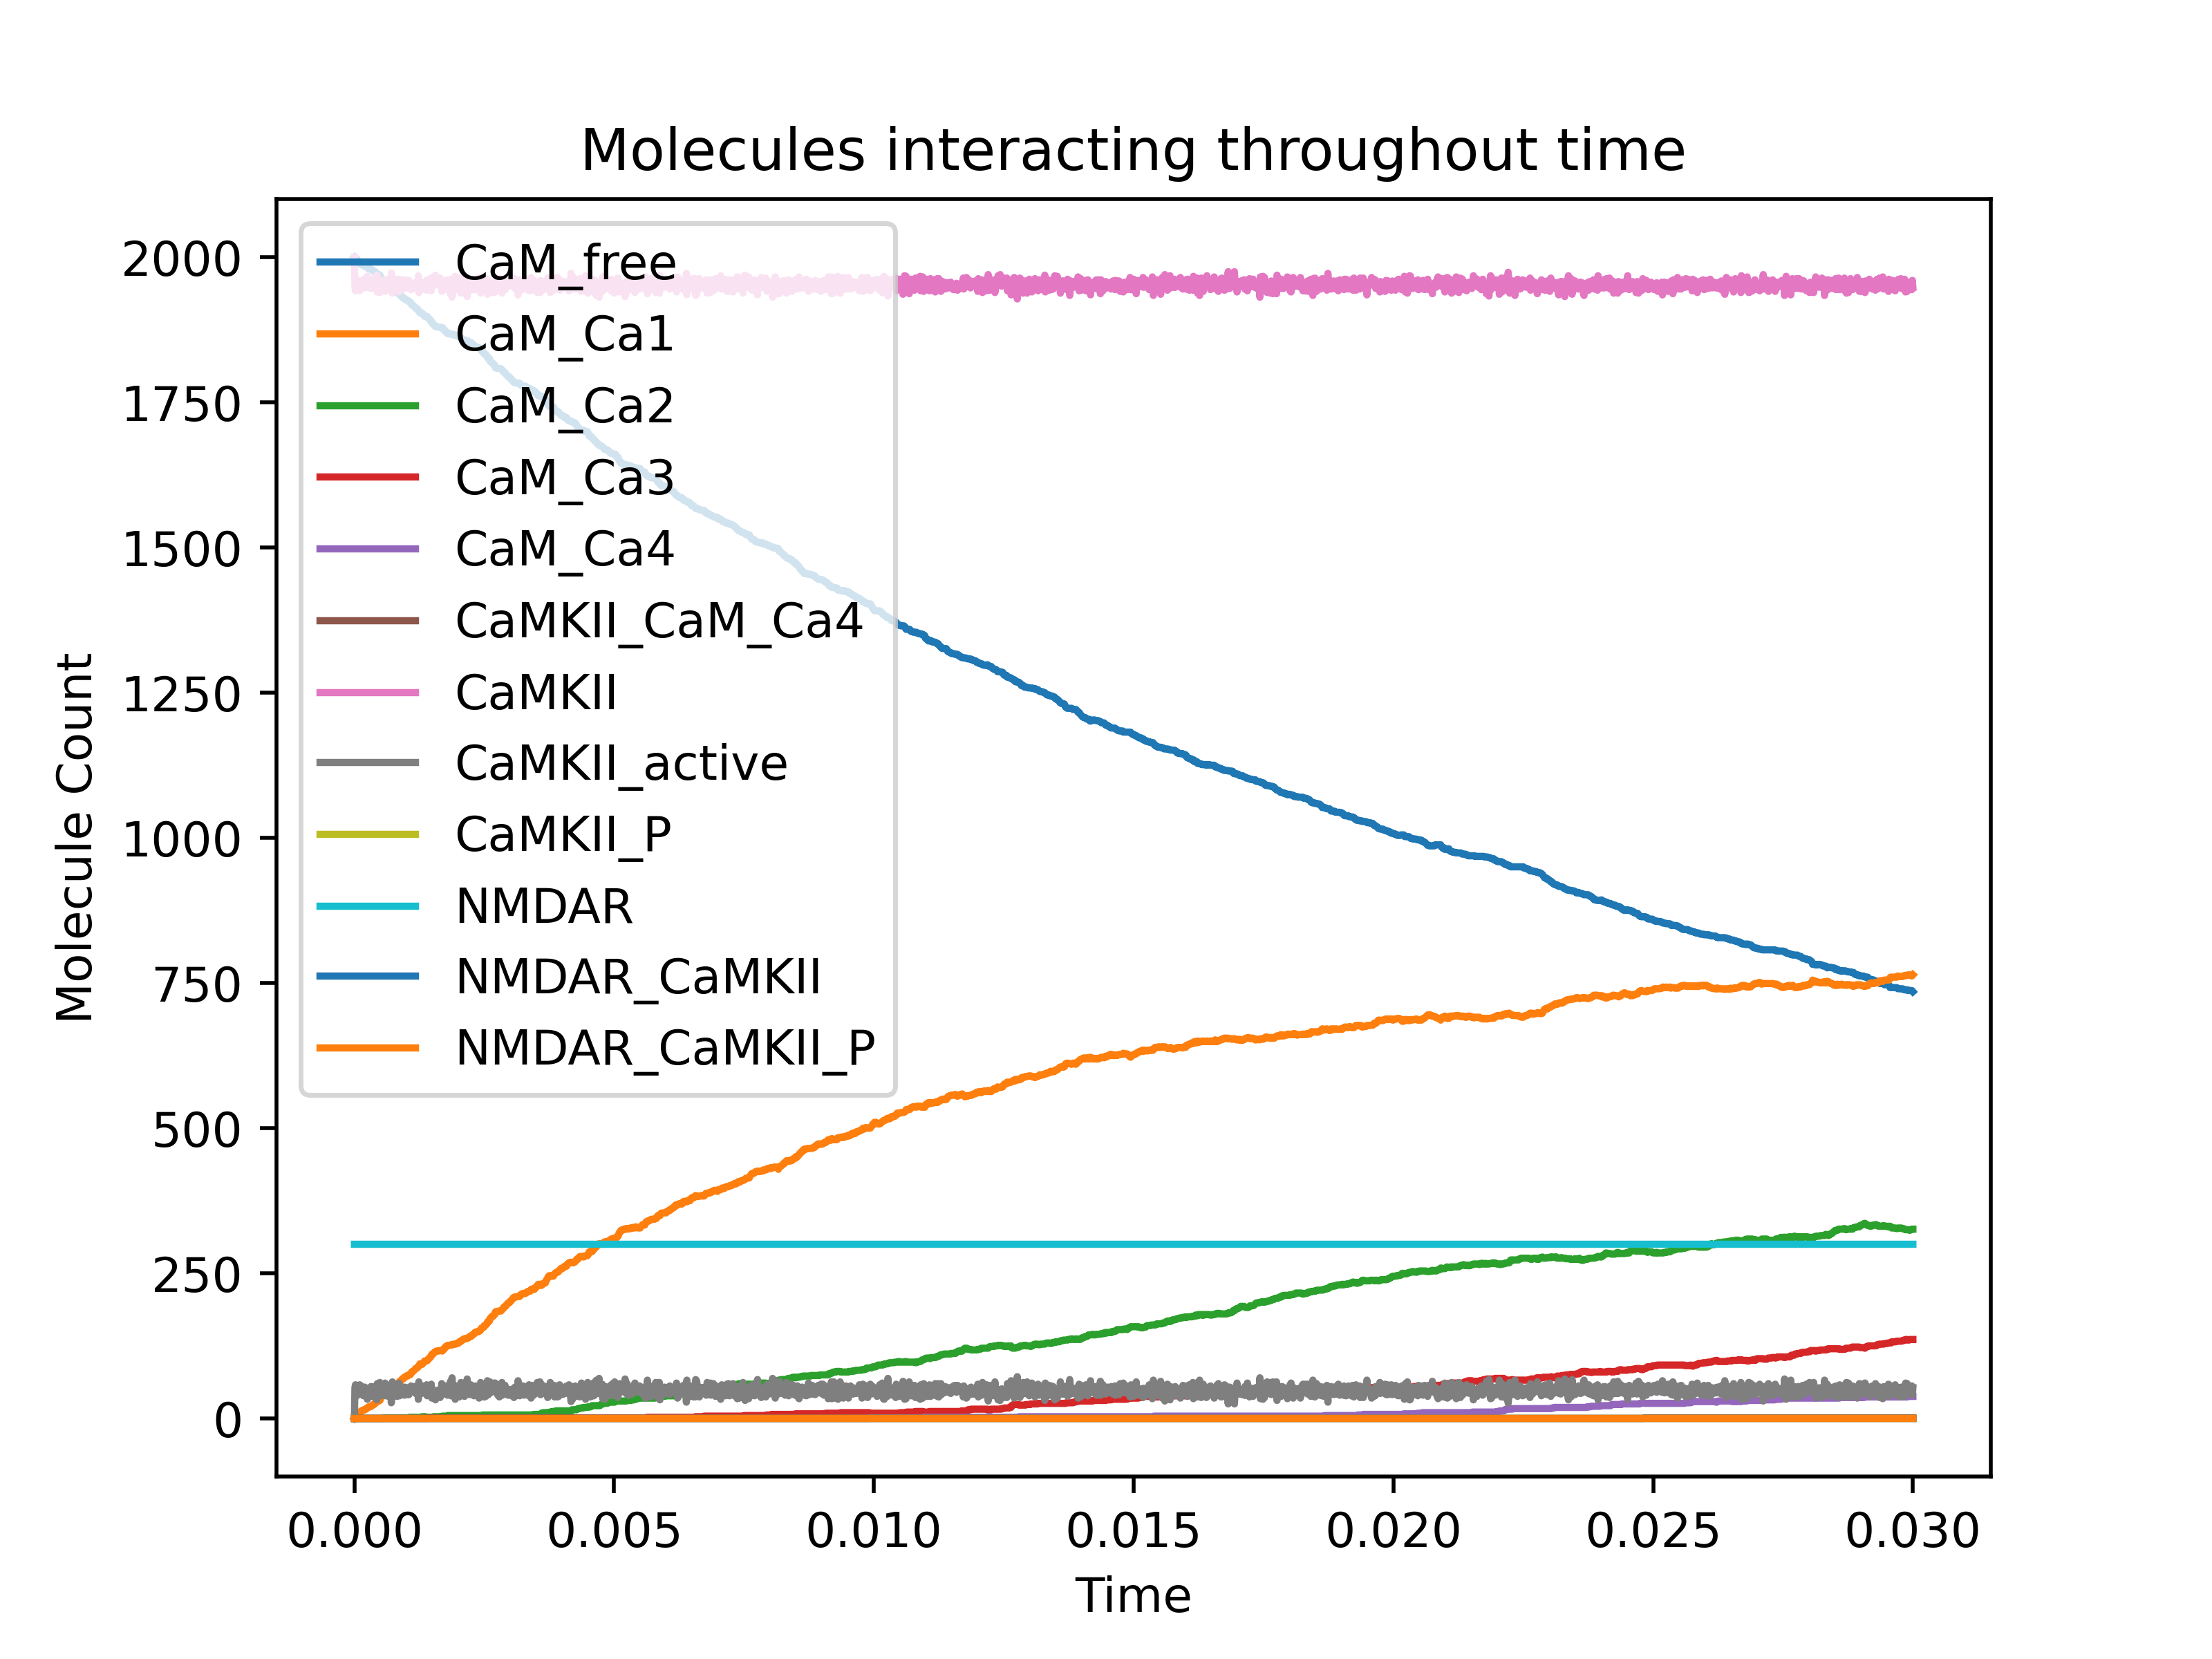 Molecules interacting throughout time
2000
1750
1500
1250
1000
750
500
250
0
Molecule Count
CaM_free
CaM_Ca1
CaM_Ca2
CaM_Ca3
CaM_Ca4
CaMKII_CaM_Ca4
CaMKII
CaMKII_active
CaMKII_P
NMDAR
NMDAR_CaMKII
NMDAR_CaMKII_P
0.000 0.005 0.010 0.015 0.020 0.025 0.030
Time